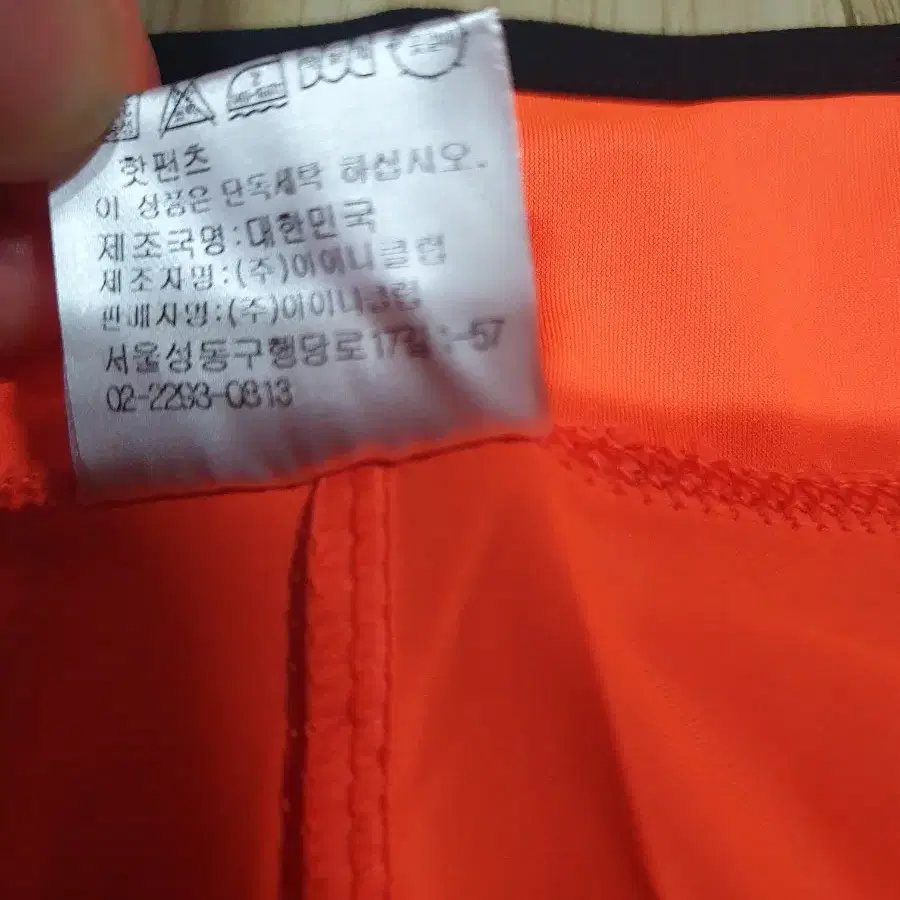 핫팬츠
이 상품은 단독세탁 하십시오.
제조국명:대한민국
제조자명:(주)아이니클럽
판매자명:(주)아이니클럽
서울성동구행당로17길 -57
02-2293-0813